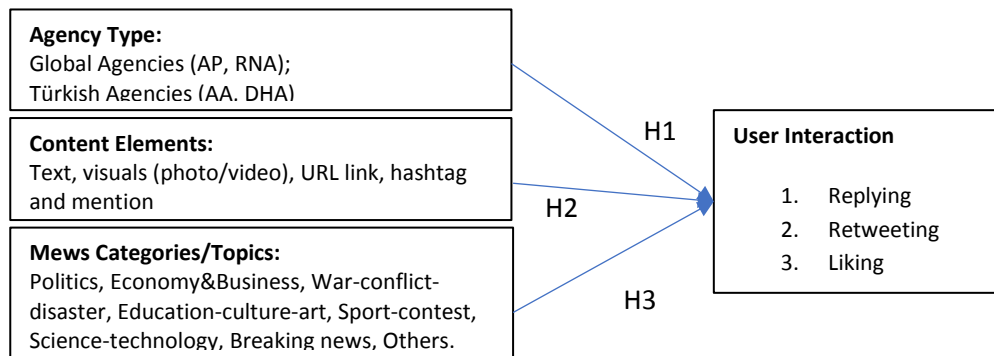 Agency Type:
Global Agencies (AP, RNA);
Türkish Agencies (AA. DHA)
H1
Content Elements:
Text, visuals (photo/video), URL link, hashtag
and mention
H2
Mews Categories/Topics:
Politics, Economy&Business, War-conflict-
disaster, Education-culture-art, Sport-contest,
Science-technology, Breaking news, Others.
H3
User Interaction
1. Replying
2. Retweeting
3. Liking